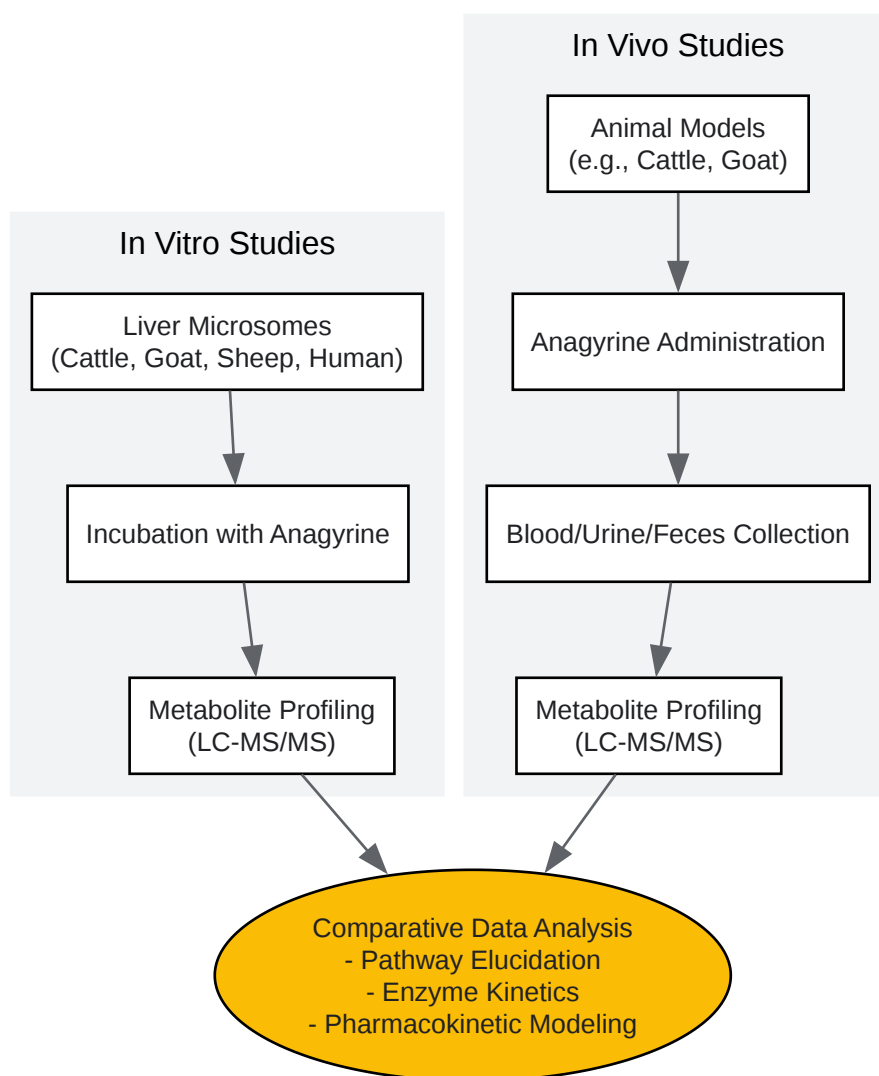 In Vitro Studies
Liver Microsomes
(Cattle, Goat, Sheep, Human)
Incubation with Anagyrine
Metabolite Profiling
(LC-MS/MS)
In Vivo Studies
Animal Models
(e.g., Cattle, Goat)
Anagyrine Administration
Blood/Urine/Feces Collection
Metabolite Profiling
(LC-MS/MS)
Comparative Data Analysis
- Pathway Elucidation
- Enzyme Kinetics
- Pharmacokinetic Modeling